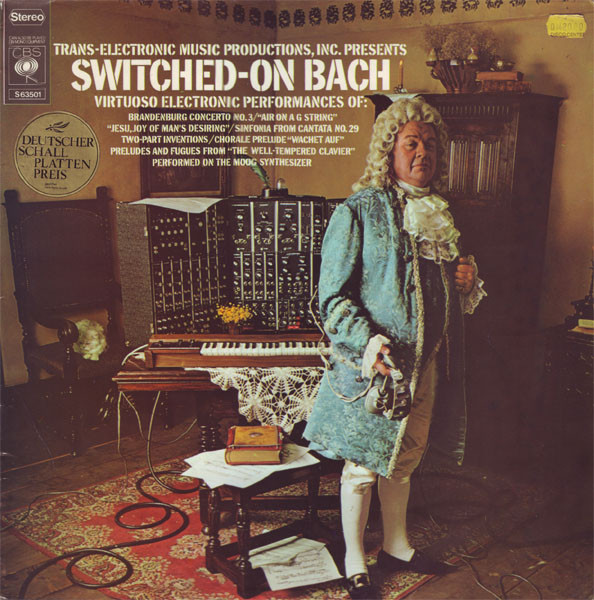 Stereo
CBS
S 63501
TRANS-ELECTRONIC MUSIC PRODUCTIONS, INC. PRESENTS
SWITCHED-ON BACH
VIRTUOSO ELECTRONIC PERFORMANCES OF:
BRANDENBURG CONCERTO NO. 3/"AIR ON A G STRING"
"JESU, JOY OF MAN'S DESIRING"/SINFONIA FROM CANTATA NO. 29
TWO-PART INVENTIONS/CHORALE PRELUDE "WACHET AUF"
PRELUDES AND FUGUES FROM "THE WELL-TEMPERED CLAVIER"
PERFORMED ON THE MOOG SYNTHESIZER
DEUTSCHER
SCHALL
PLATTEN
PREIS